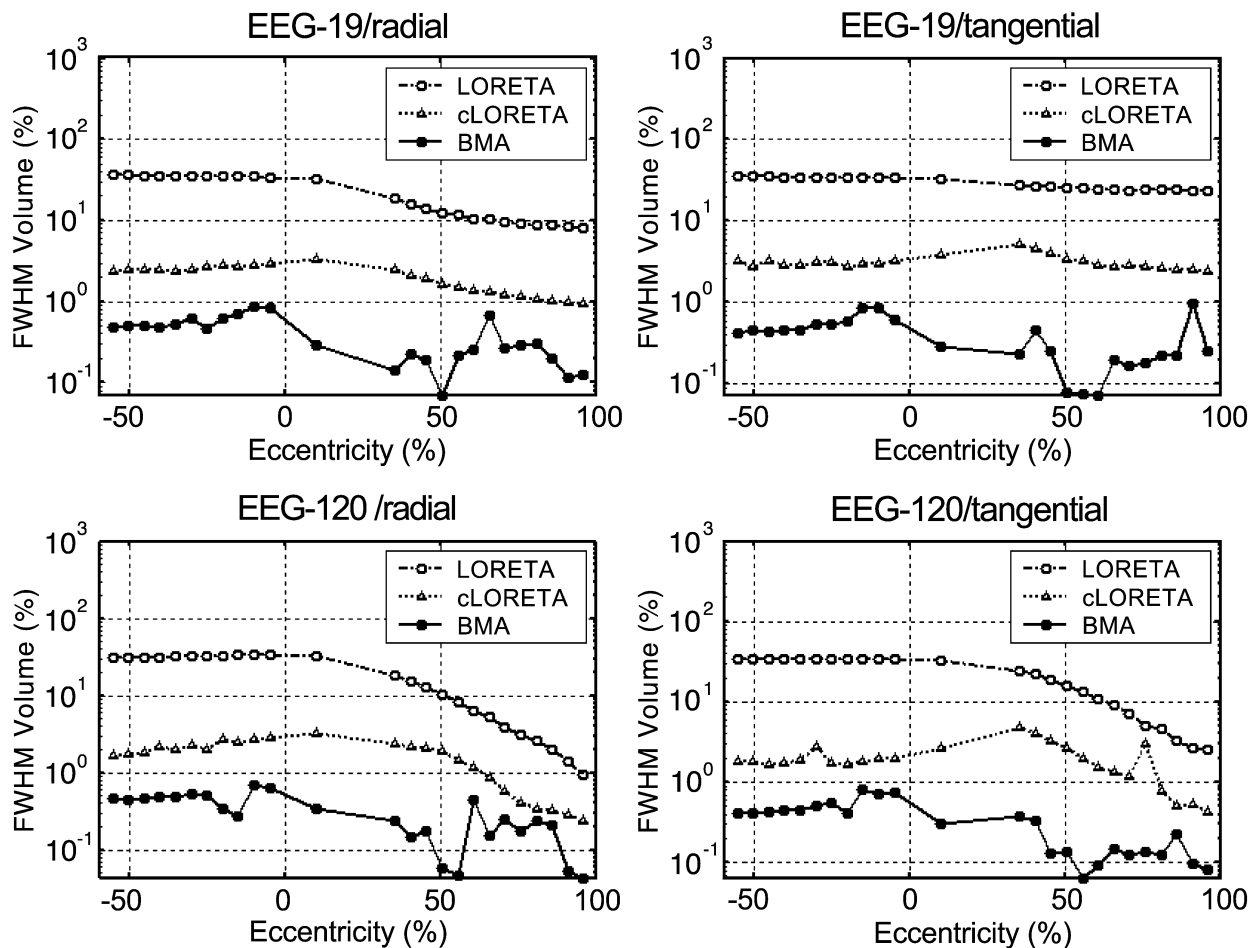 EEG-19/radial
10^3
10^2
10^1
10^0
10^-1
FWHM Volume (%)
LORETA
cLORETA
BMA
-50 0 50 100
Eccentricity (%)
EEG-19/tangential
10^3
10^2
10^1
10^0
10^-1
FWHM Volume (%)
LORETA
cLORETA
BMA
-50 0 50 100
Eccentricity (%)
EEG-120 /radial
10^3
10^2
10^1
10^0
10^-1
FWHM Volume (%)
LORETA
cLORETA
BMA
-50 0 50 100
Eccentricity (%)
EEG-120/tangential
10^3
10^2
10^1
10^0
10^-1
FWHM Volume (%)
LORETA
cLORETA
BMA
-50 0 50 100
Eccentricity (%)